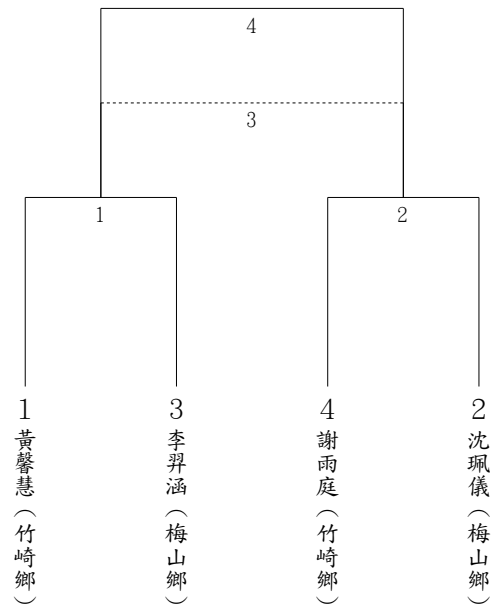 4
3
1
2
1 黃馨慧(竹崎鄉)
3 李羿涵(梅山鄉)
4 謝雨庭(竹崎鄉)
2 沈珮儀(梅山鄉)